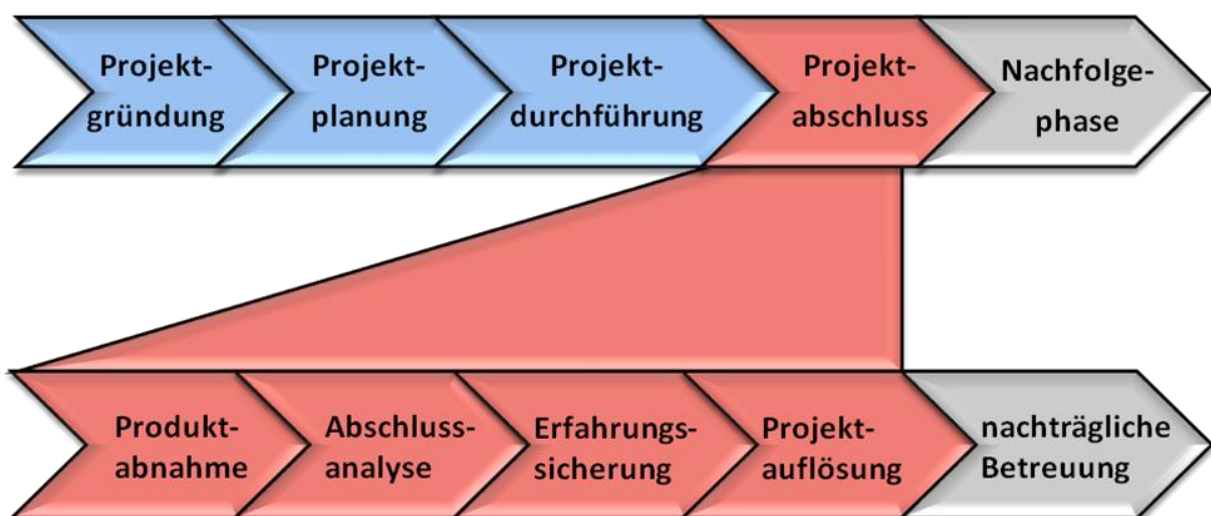 Projekt-
gründung
Projekt-
planung
Projekt-
durchführung
Projekt-
abschluss
Nachfolge-
phase
Produkt-
abnahme
Abschluss-
analyse
Erfahrungs-
sicherung
Projekt-
auflösung
nachträgliche
Betreuung